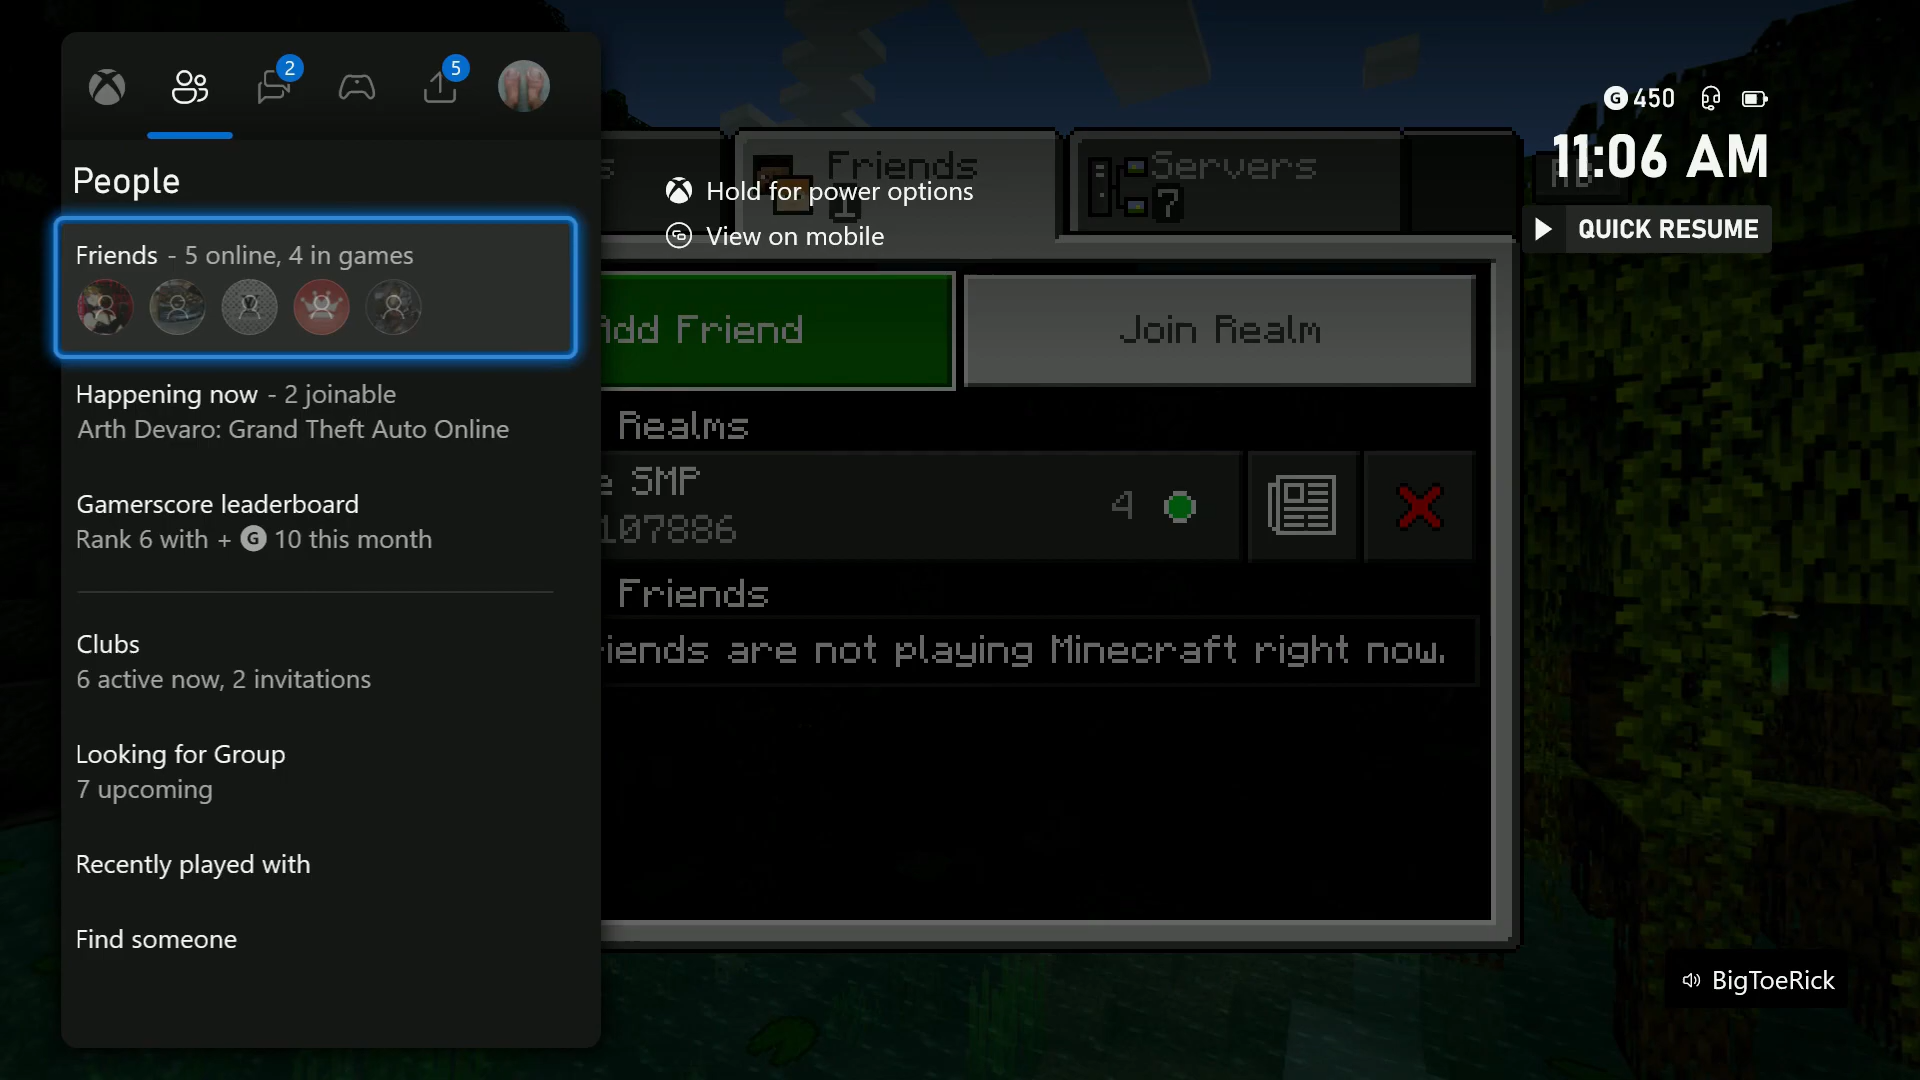 2
5
People
Friends - 5 online, 4 in games
Happening now - 2 joinable
Arth Devaro: Grand Theft Auto Online
Gamerscore leaderboard
Rank 6 with + G 10 this month
Clubs
6 active now, 2 invitations
Looking for Group
7 upcoming
Recently played with
Find someone
Hold for power options
View on mobile
s
Friends
1
Servers
7
Add Friend
Join Realm
Realms
e SMP
107886
4
Friends
iends are not playing Minecraft right now.
G 450
11:06 AM
QUICK RESUME
BigToeRick